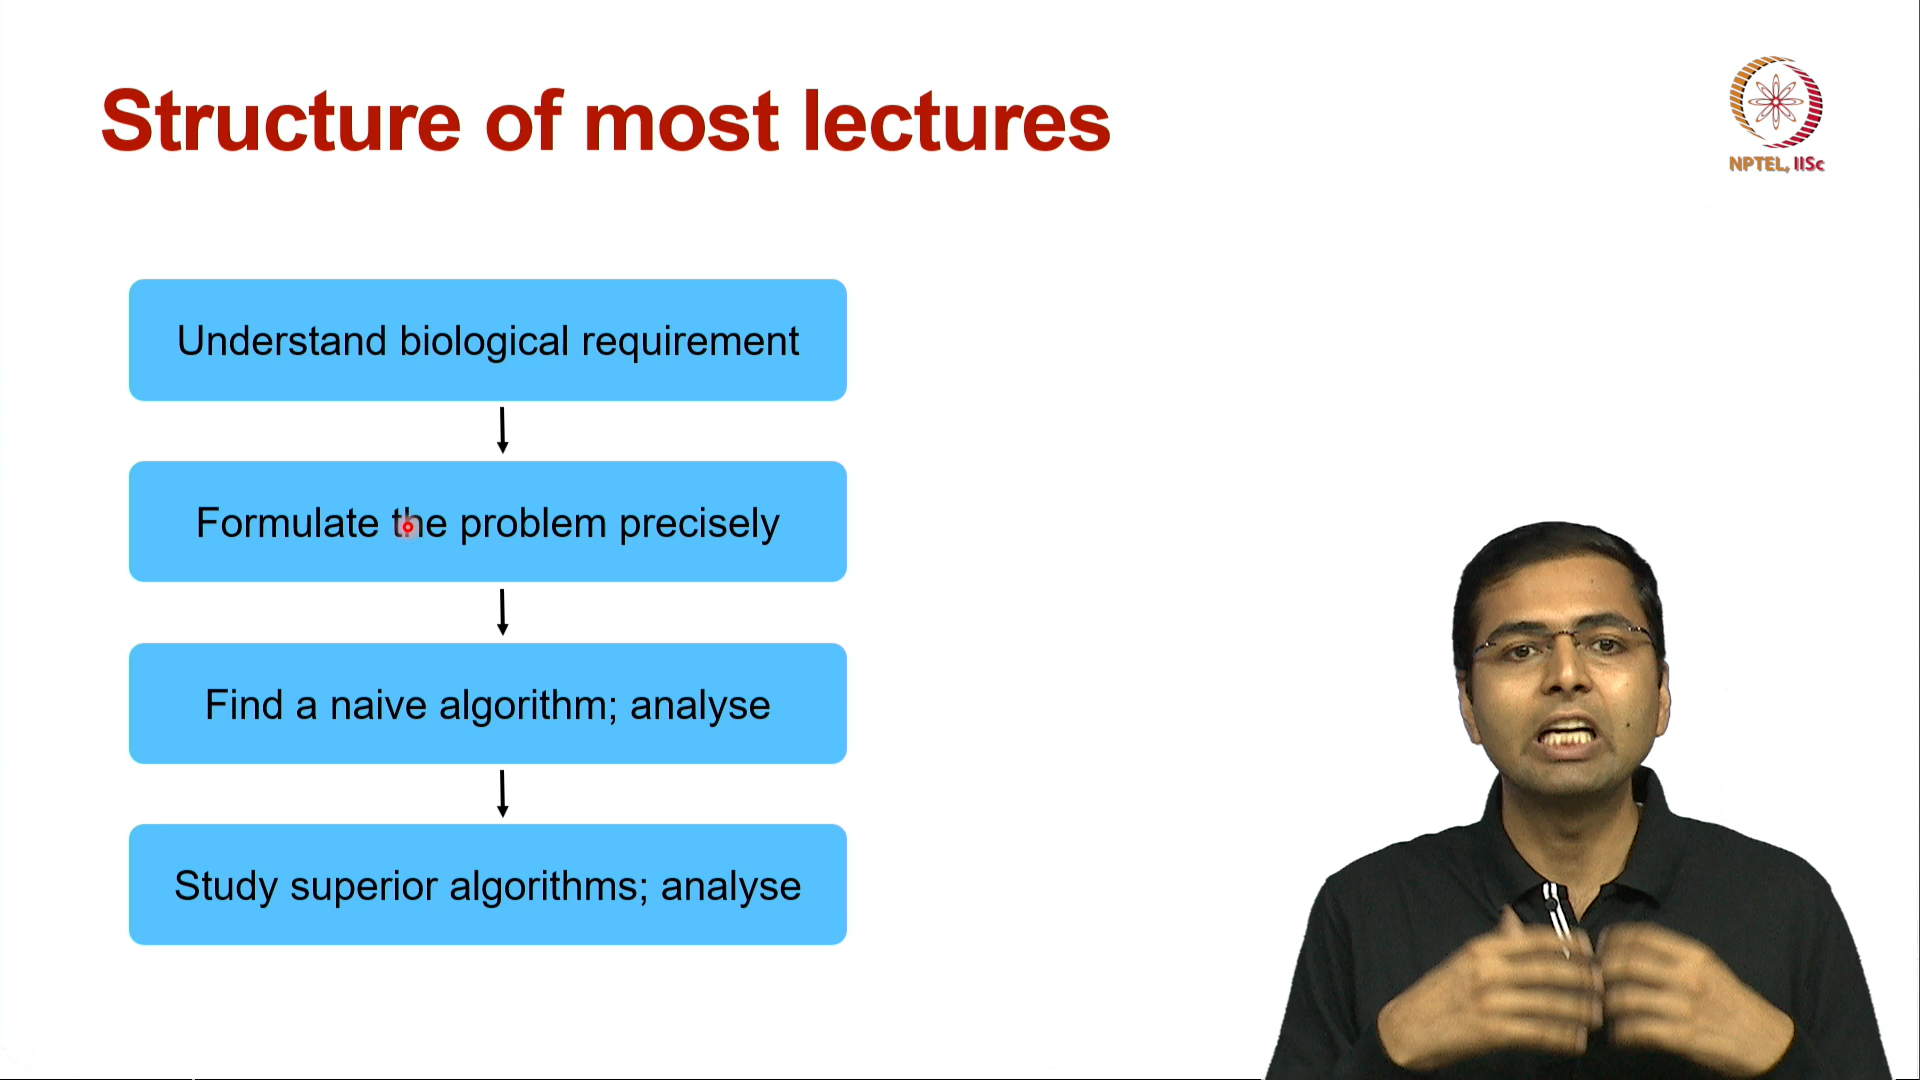 Structure of most lectures
NPTEL, IISc
Understand biological requirement
Formulate the problem precisely
Find a naive algorithm; analyse
Study superior algorithms; analyse